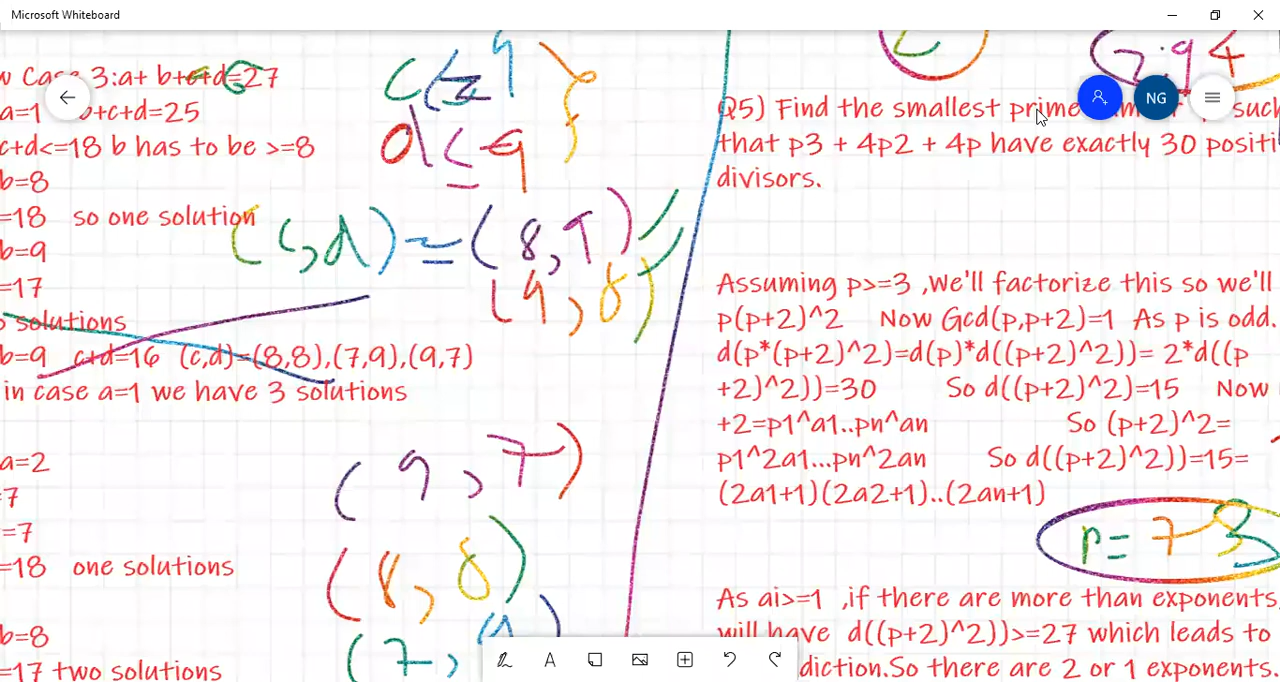 Microsoft Whiteboard
w Case 3:a+ b+c+d=27
a=1 b+c+d=25
c+d<=18 b has to be >=8
b=8
=18 so one solution
b=9
=17
solutions
b=9 c+d=16 (c,d)=(8,8),(7,9),(9,7)
in case a=1 we have 3 solutions
a=2
=7
=7
=18 one solutions
b=8
=17 two solutions
d<=9
(c,d)=(8,9)
(9,8)
(9,7)
(8,8)
(7,
NG
Q5) Find the smallest prime such
that p3 + 4p2 + 4p have exactly 30 positi
divisors.
Assuming p>=3 ,We'll factorize this so we'll
p(p+2)^2 Now Gcd(p,p+2)=1 As p is odd.
d(p*(p+2)^2)=d(p)*d((p+2)^2))= 2*d((p
+2)^2))=30 So d((p+2)^2)=15 Now
+2=p1^a1..pn^an So (p+2)^2=
p1^2a1...pn^2an So d((p+2)^2))=15=
(2a1+1)(2a2+1)..(2an+1)
p=73
As ai>=1 ,if there are more than exponents,
will have d((p+2)^2))>=27 which leads to
diction.So there are 2 or 1 exponents.